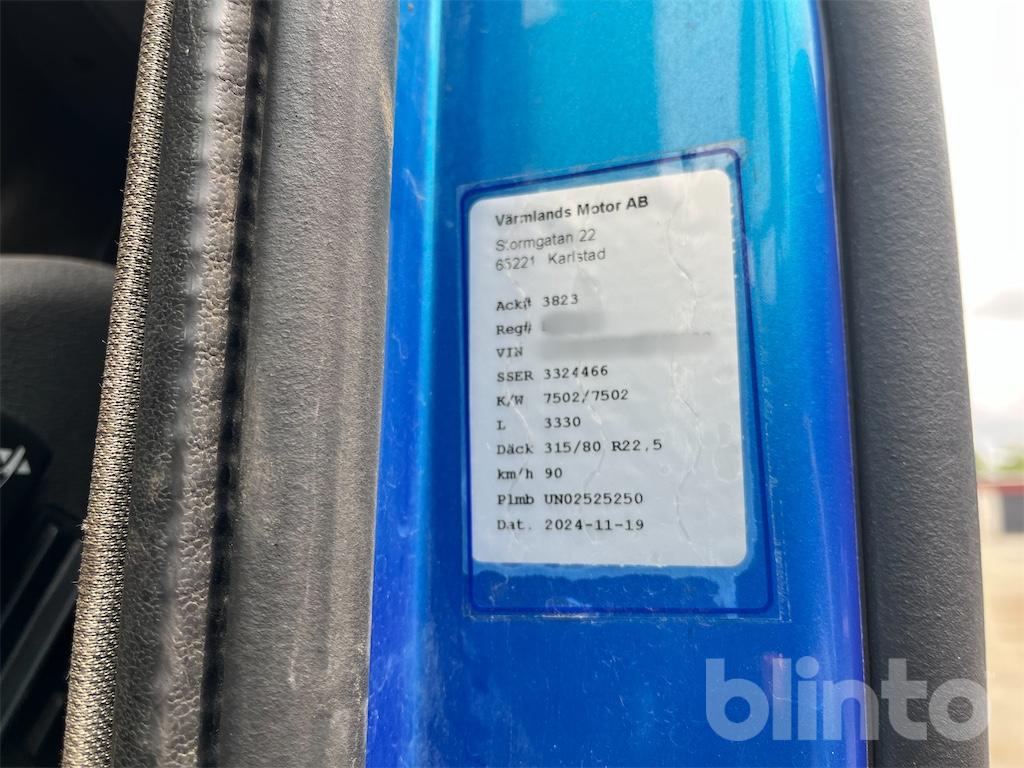 Värmlands Motor AB
Stormgatan 22
65221 Karlstad
Ack# 3823
Reg#
VIN
SSER 3324466
K/W 7502/7502
L 3330
Däck 315/80 R22,5
km/h 90
Plmb UN02525250
Dat. 2024-11-19
blinto